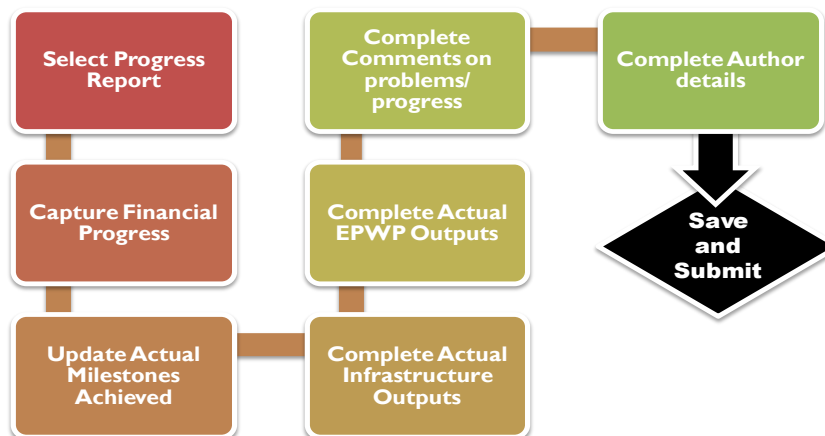 Select Progress
Report
Capture Financial
Progress
Update Actual
Milestones
Achieved
Complete Actual
Infrastructure
Outputs
Complete Actual
EPWP Outputs
Complete
Comments on
problems/
progress
Complete Author
details
Save
and
Submit